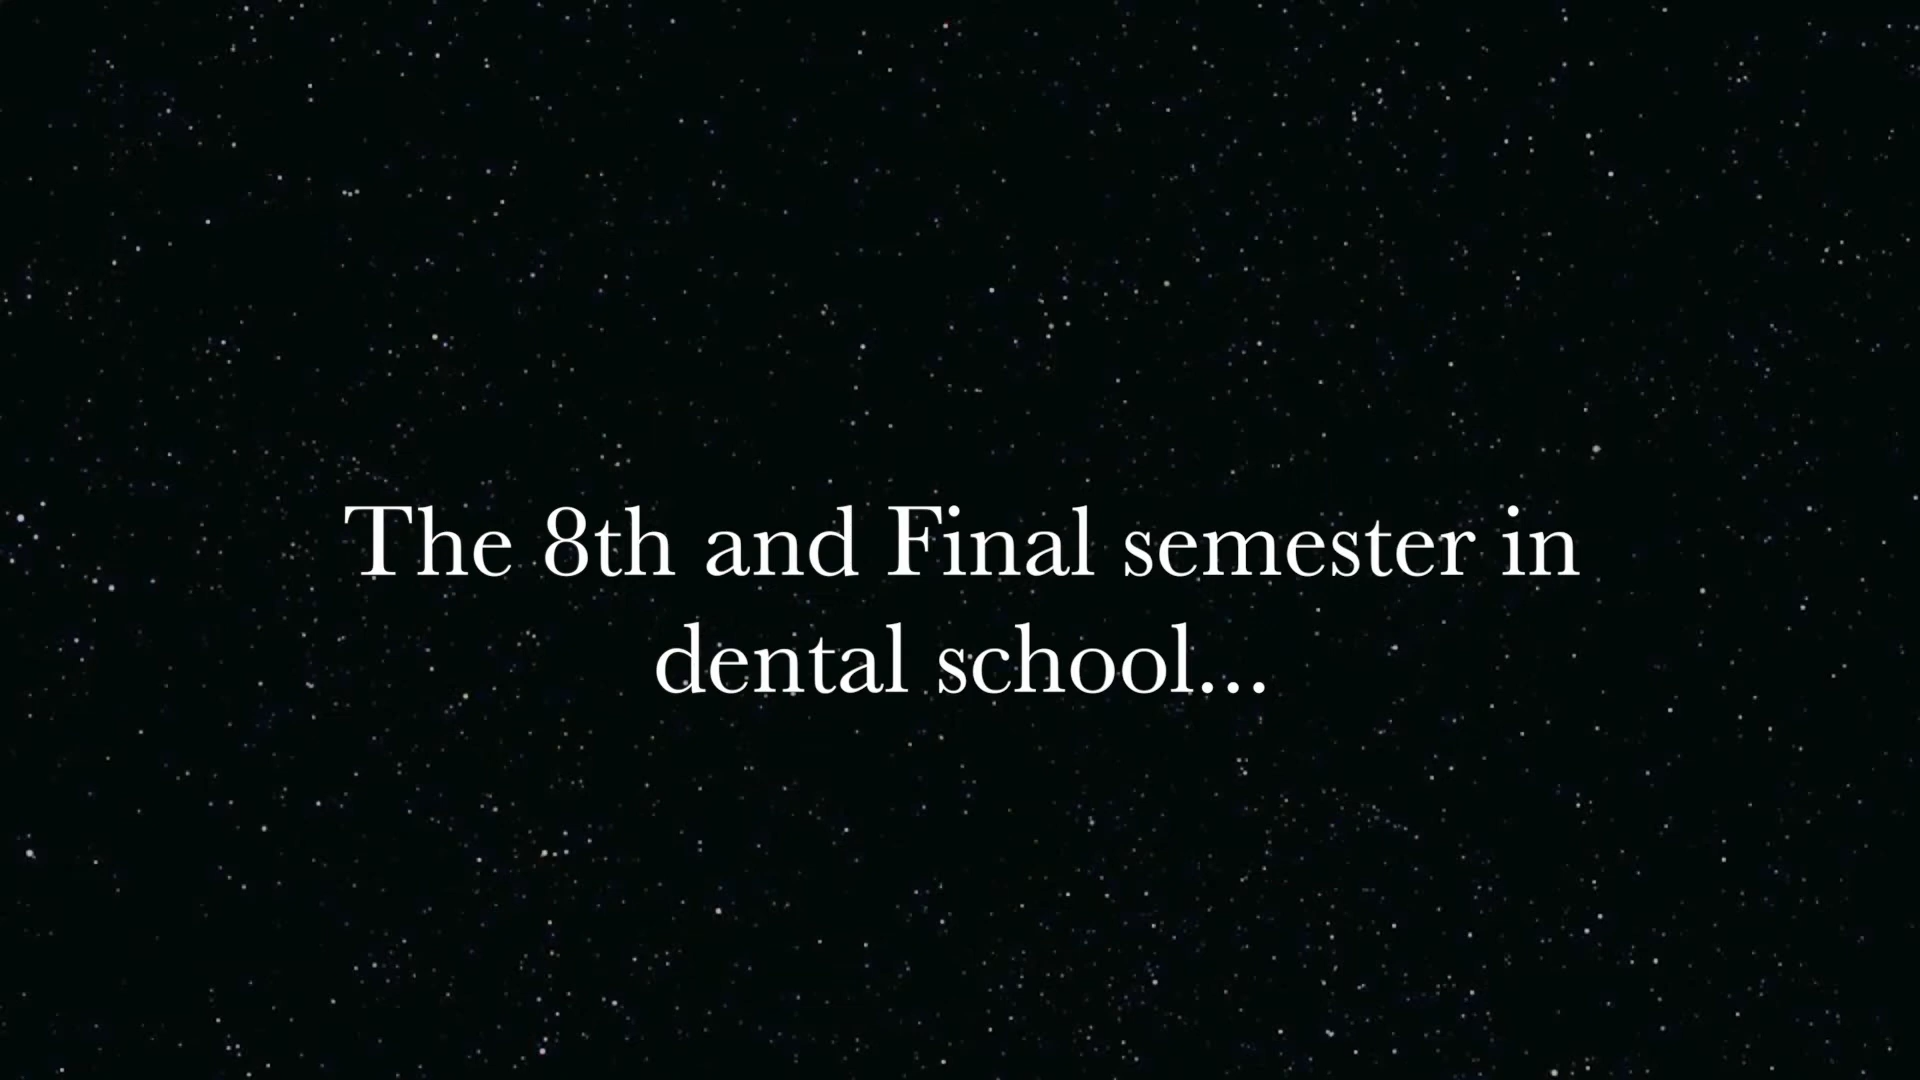 The 8th and Final semester in
dental school...